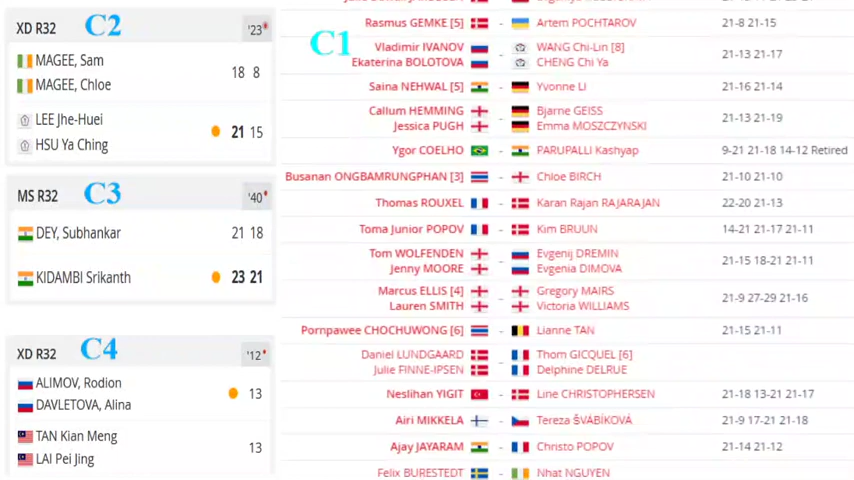 XD R32 C2 '23
MAGEE, Sam
MAGEE, Chloe
18 8
LEE Jhe-Huei
HSU Ya Ching
21 15
MS R32 C3 '40
DEY, Subhankar 21 18
KIDAMBI Srikanth 23 21
XD R32 C4 '12
ALIMOV, Rodion
DAVLETOVA, Alina
13
TAN Kian Meng
LAI Pei Jing
13
C1
Rasmus GEMKE [5] - Artem POCHTAROV 21-8 21-15
Vladimir IVANOV - WANG Chi-Lin [8]
Ekaterina BOLOTOVA CHENG Chi Ya
21-13 21-17
Saina NEHWAL [5] - Yvonne LI 21-16 21-14
Callum HEMMING - Bjarne GEISS
Jessica PUGH Emma MOSZCZYNSKI
21-13 21-19
Ygor COELHO - PARUPALLI Kashyap 9-21 21-18 14-12 Retired
Busanan ONGBAMRUNGPHAN [3] - Chloe BIRCH 21-10 21-10
Thomas ROUXEL - Karan Rajan RAJARAJAN 22-20 21-13
Toma Junior POPOV - Kim BRUUN 14-21 21-17 21-11
Tom WOLFENDEN - Evgenij DREMIN
Jenny MOORE Evgenia DIMOVA
21-15 18-21 21-11
Marcus ELLIS [4] - Gregory MAIRS
Lauren SMITH Victoria WILLIAMS
21-9 27-29 21-16
Pornpawee CHOCHUWONG [6] - Lianne TAN 21-15 21-11
Daniel LUNDGAARD - Thom GICQUEL [6]
Julie FINNE-IPSEN Delphine DELRUE
Neslihan YIGIT - Line CHRISTOPHERSEN 21-18 13-21 21-17
Airi MIKKELA - Tereza ŠVÁBÍKOVÁ 21-9 17-21 21-18
Ajay JAYARAM - Christo POPOV 21-14 21-12
Felix BURESTEDT - Nhat NGUYEN